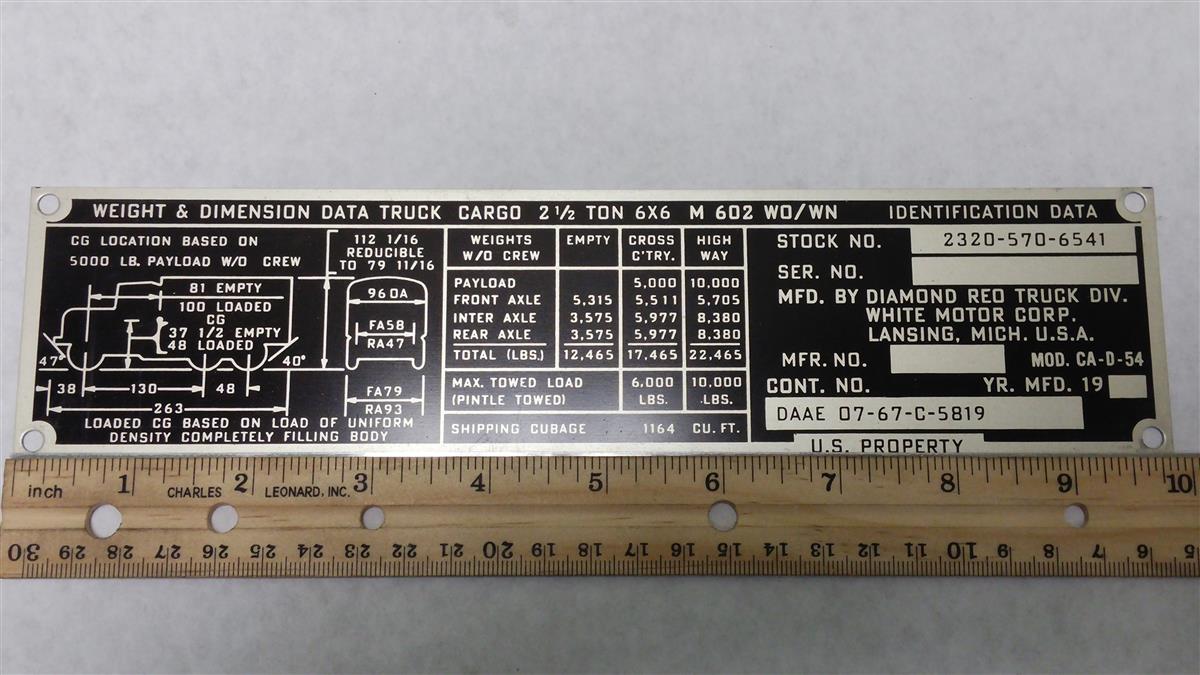 WEIGHT & DIMENSION DATA TRUCK CARGO 2 1/2 TON 6X6 M 602 WO/WN IDENTIFICATION DATA
CG LOCATION BASED ON
5000 LB. PAYLOAD W/O CREW
81 EMPTY
100 LOADED
CG
37 1/2 EMPTY
48 LOADED
47°
40°
38
130
48
263
LOADED CG BASED ON LOAD OF UNIFORM
DENSITY COMPLETELY FILLING BODY
112 1/16
REDUCIBLE
TO 79 11/16
96OA
FA58
RA47
FA79
RA93
WEIGHTS W/O CREW EMPTY CROSS C'TRY. HIGH WAY
PAYLOAD 5,000 10,000
FRONT AXLE 5,315 5,511 5,705
INTER AXLE 3,575 5,977 8,380
REAR AXLE 3,575 5,977 8,380
TOTAL (LBS.) 12,465 17.465 22,465
MAX. TOWED LOAD 6,000 10,000
(PINTLE TOWED) LBS. LBS.
SHIPPING CUBAGE 1164 CU. FT.
STOCK NO. 2320-570-6541
SER. NO.
MFD. BY DIAMOND REO TRUCK DIV.
WHITE MOTOR CORP.
LANSING, MICH. U.S.A.
MFR. NO. MOD. CA-D-54
CONT. NO. YR. MFD. 19
DAAE 07-67-C-5819
U.S. PROPERTY
inch 1 CHARLES 2 LEONARD, INC. 3 4 5 6 7 8 9 10
30 29 28 27 26 25 24 23 22 21 20 19 18 17 16 15 14 13 12 11 10 9 8 7 6 5